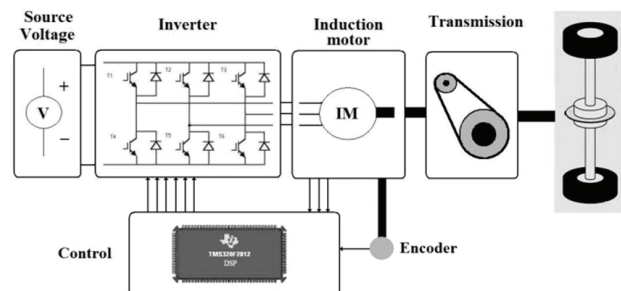 Source
Voltage
Inverter
Induction
motor
Transmission
T1
T2
T3
+
V
−
IM
T4
T5
T6
Control
TMS320F2812
DSP
Encoder